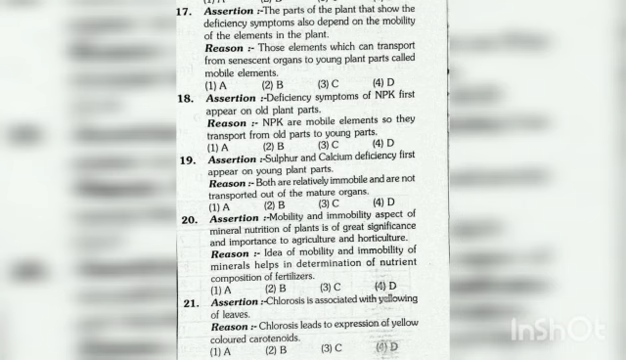 17. Assertion :-The parts of the plant that show the
deficiency symptoms also depend on the mobility
of the elements in the plant.
Reason :- Those elements which can transport
from senescent organs to young plant parts called
mobile elements.
(1) A (2) B (3) C (4) D
18. Assertion :-Deficiency symptoms of NPK first
appear on old plant parts.
Reason :- NPK are mobile elements so they
transport from old parts to young parts.
(1) A (2) B (3) C (4) D
19. Assertion :-Sulphur and Calcium deficiency first
appear on young plant parts.
Reason :- Both are relatively immobile and are not
transported out of the mature organs.
(1) A (2) B (3) C (4) D
20. Assertion :-Mobility and immobility aspect of
mineral nutrition of plants is of great significance
and importance to agriculture and horticulture.
Reason :- Idea of mobility and immobility of
minerals helps in determination of nutrient
composition of fertilizers.
(1) A (2) B (3) C (4) D
21. Assertion :-Chlorosis is associated with yellowing
of leaves.
Reason :- Chlorosis leads to expression of yellow
coloured carotenoids.
(1) A (2) B (3) C (4) D
InShOt